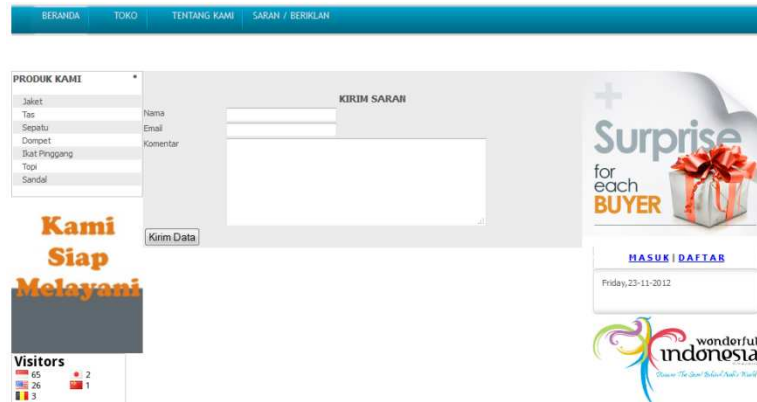 BERANDA TOKO TENTANG KAMI SARAN / BERIKLAN
PRODUK KAMI *
Jaket
Tas
Sepatu
Dompet
Ikat Pinggang
Topi
Sandal
Kami
Siap
Melayani
Visitors
65 2
26 1
3
KIRIM SARAN
Nama
Email
Komentar
Kirim Data
Surprise
for
each
BUYER
MASUK | DAFTAR
Friday,23-11-2012
wonderful
indonesia